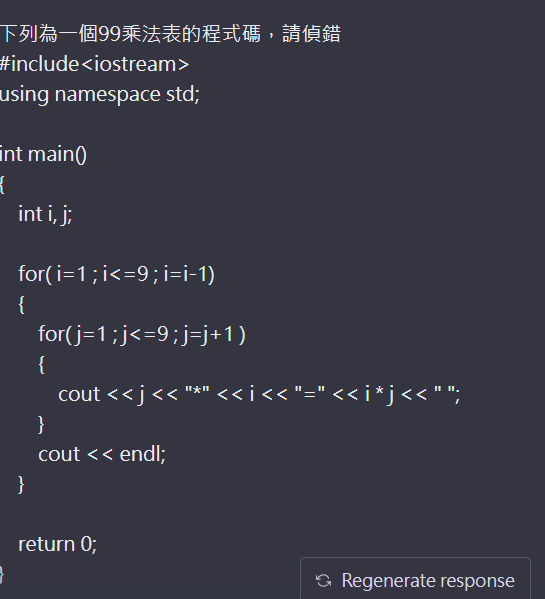 下列為一個99乘法表的程式碼，請偵錯
#include<iostream>
using namespace std;
int main()
{
int i, j;
for( i=1 ; i<=9 ; i=i-1)
{
for( j=1 ; j<=9 ; j=j+1 )
{
cout << j << "*" << i << "=" << i * j << " ";
}
cout << endl;
}
return 0;
}
Regenerate response